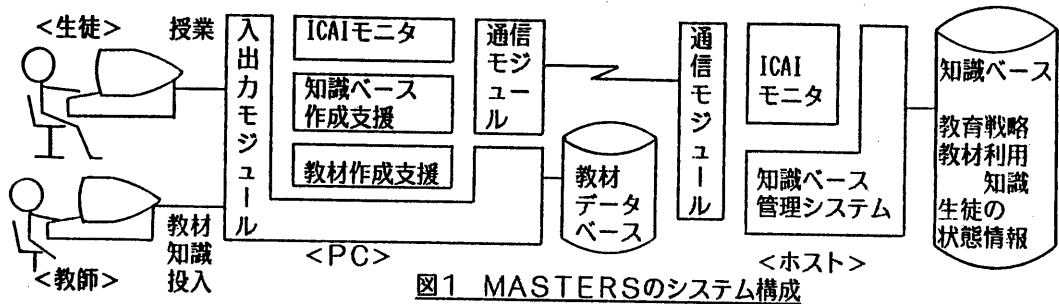 <生徒>
授業
入出力モジュール
ICAIモニタ
知識ベース
作成支援
教材作成支援
通信モジュール
教材
データ
ベース
通信モジュール
ICAI
モニタ
知識ベース
管理システム
知識ベース
教育戦略
教材利用
知識
生徒の
状態情報
<教師>
教材
知識
投入
<PC>
<ホスト>
図1 MASTERSのシステム構成